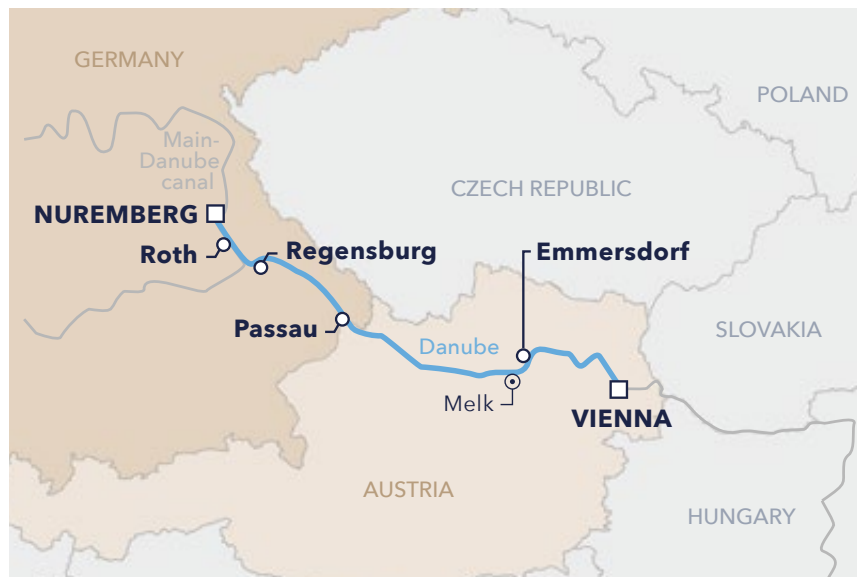 GERMANY
POLAND
Main-
Danube
canal
CZECH REPUBLIC
NUREMBERG
Roth
Regensburg
Emmersdorf
Passau
SLOVAKIA
Danube
Melk
VIENNA
AUSTRIA
HUNGARY